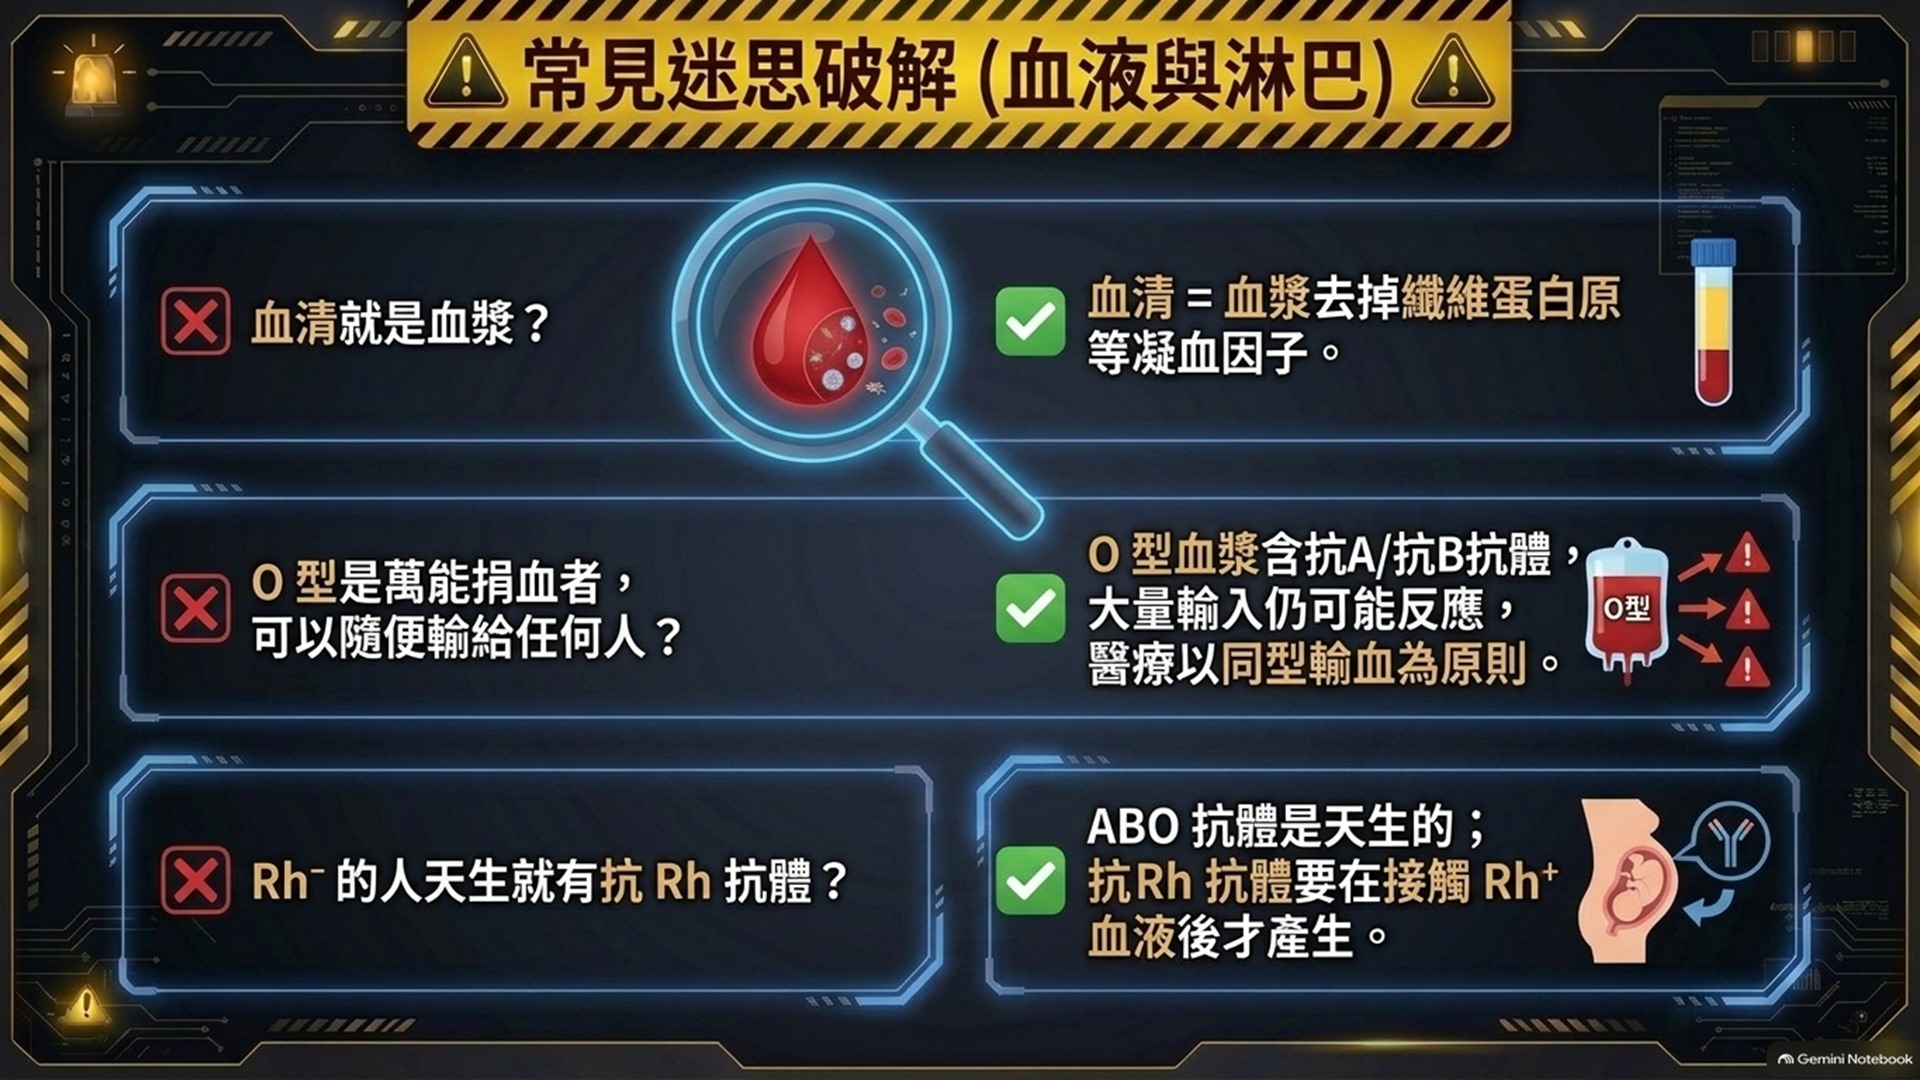 常見迷思破解 (血液與淋巴)
血清就是血漿？
血清 = 血漿去掉纖維蛋白原
等凝血因子。
O 型是萬能捐血者，
可以隨便輸給任何人？
O 型血漿含抗A/抗B抗體，
大量輸入仍可能反應，
醫療以同型輸血為原則。
O型
Rh⁻ 的人天生就有抗 Rh 抗體？
ABO 抗體是天生的；
抗Rh 抗體要在接觸 Rh⁺
血液後才產生。
Gemini Notebook